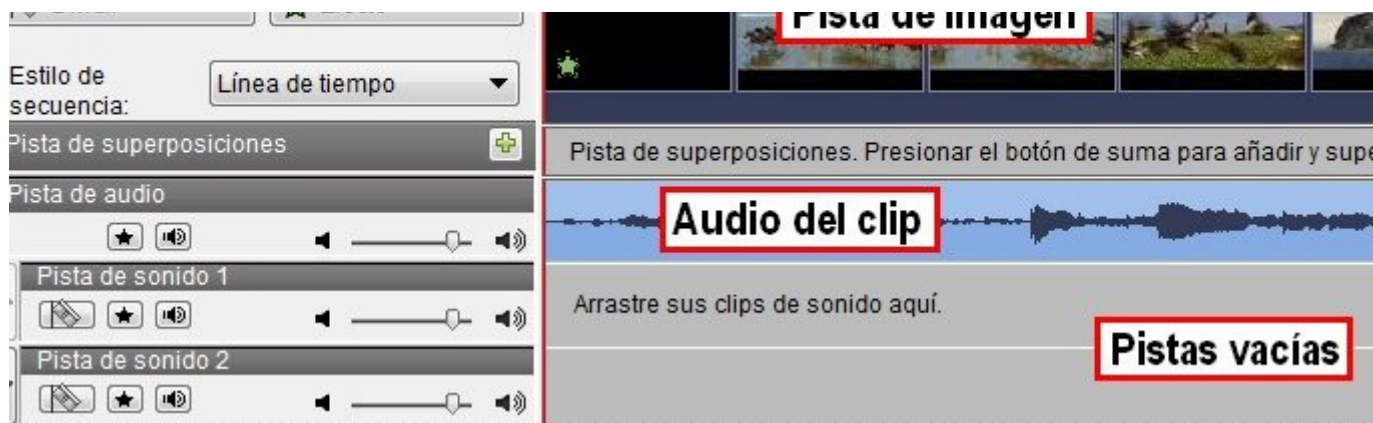 Pista de imagen
Estilo de
secuencia:
Línea de tiempo
Pista de superposiciones
Pista de superposiciones. Presionar el botón de suma para añadir y supe
Pista de audio
Audio del clip
Pista de sonido 1
Arrastre sus clips de sonido aquí.
Pistas vacías
Pista de sonido 2